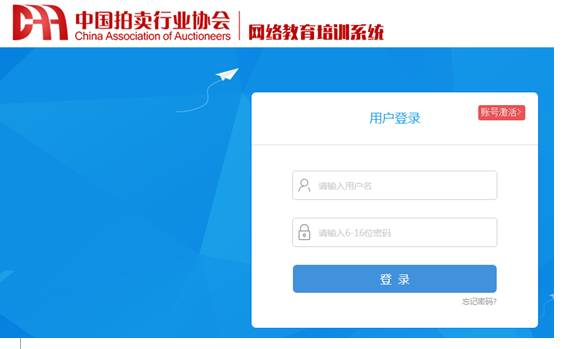 中国拍卖行业协会
China Association of Auctioneers
网络教育培训系统
用户登录
账号激活>
请输入用户名
请输入6-16位密码
登 录
忘记密码?